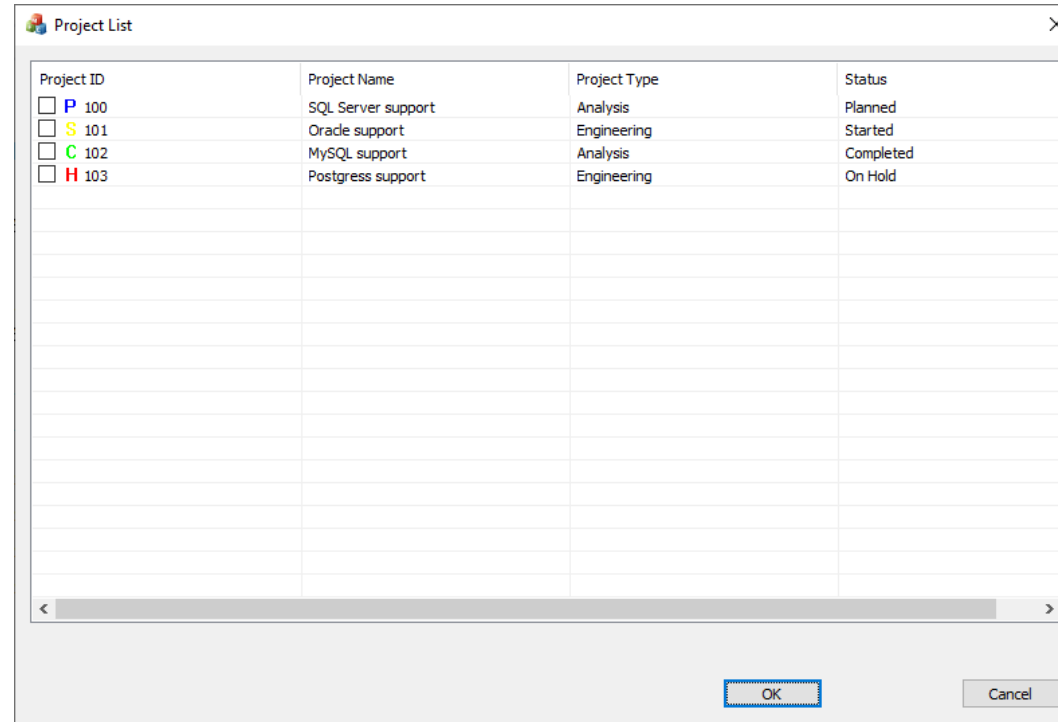 Project List
Project ID Project Name Project Type Status
P 100 SQL Server support Analysis Planned
S 101 Oracle support Engineering Started
C 102 MySQL support Analysis Completed
H 103 Postgress support Engineering On Hold
OK Cancel